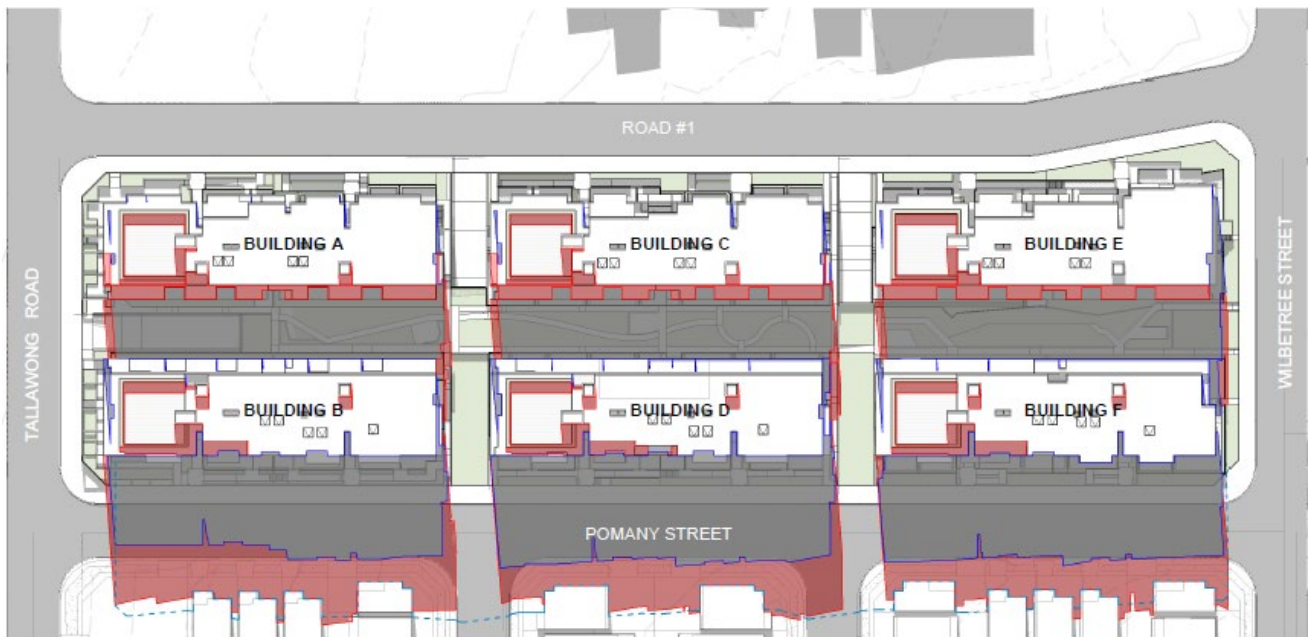 ROAD #1
BUILDING A
BUILDING C
BUILDING E
TALLAWONG ROAD
WILBETREE STREET
BUILDING B
BUILDING D
BUILDING F
POMANY STREET